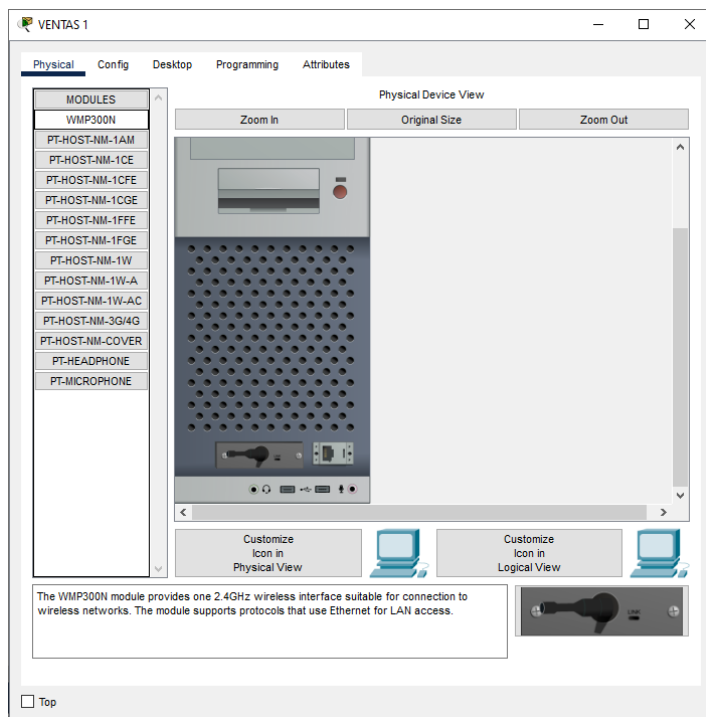 VENTAS 1
Physical Config Desktop Programming Attributes
MODULES
WMP300N
PT-HOST-NM-1AM
PT-HOST-NM-1CE
PT-HOST-NM-1CFE
PT-HOST-NM-1CGE
PT-HOST-NM-1FFE
PT-HOST-NM-1FGE
PT-HOST-NM-1W
PT-HOST-NM-1W-A
PT-HOST-NM-1W-AC
PT-HOST-NM-3G/4G
PT-HOST-NM-COVER
PT-HEADPHONE
PT-MICROPHONE
Physical Device View
Zoom In Original Size Zoom Out
Customize
Icon in
Physical View
Customize
Icon in
Logical View
The WMP300N module provides one 2.4GHz wireless interface suitable for connection to
wireless networks. The module supports protocols that use Ethernet for LAN access.
LINK
Top